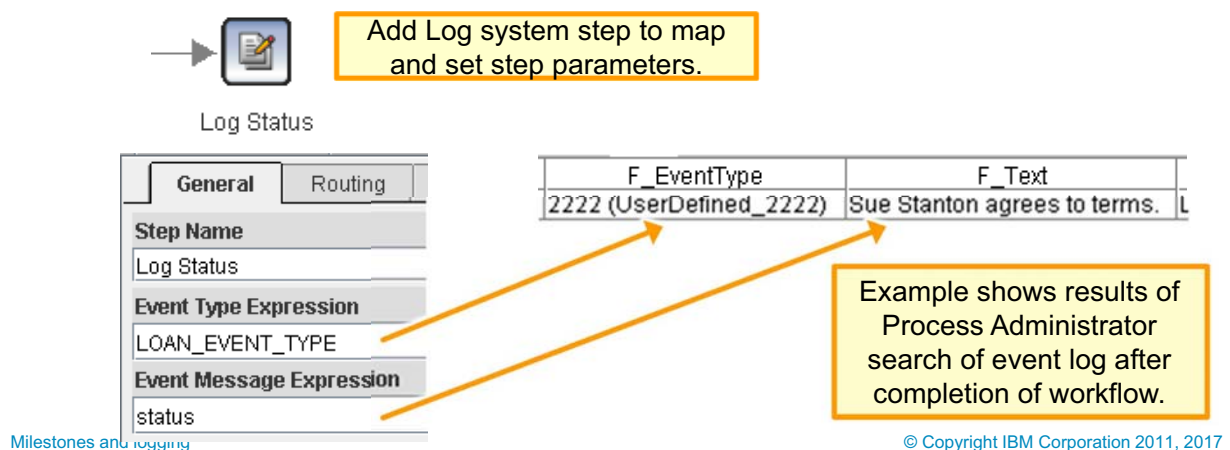 Add Log system step to map
and set step parameters.
Log Status
General Routing
Step Name
Log Status
Event Type Expression
LOAN_EVENT_TYPE
Event Message Expression
status
F_EventType F_Text
2222 (UserDefined_2222) Sue Stanton agrees to terms. L
Example shows results of
Process Administrator
search of event log after
completion of workflow.
Milestones and logging © Copyright IBM Corporation 2011, 2017